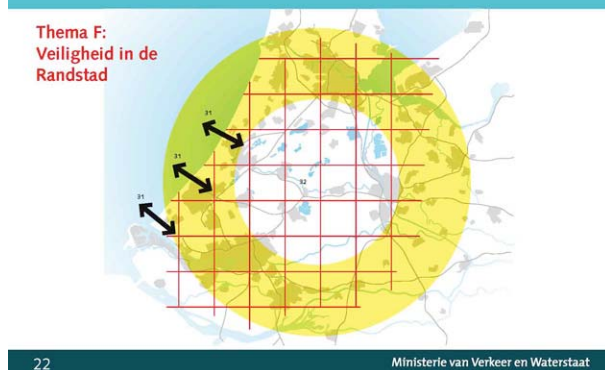 Thema F:
Veiligheid in de
Randstad
31
31
32
31
22
Ministerie van Verkeer en Waterstaat